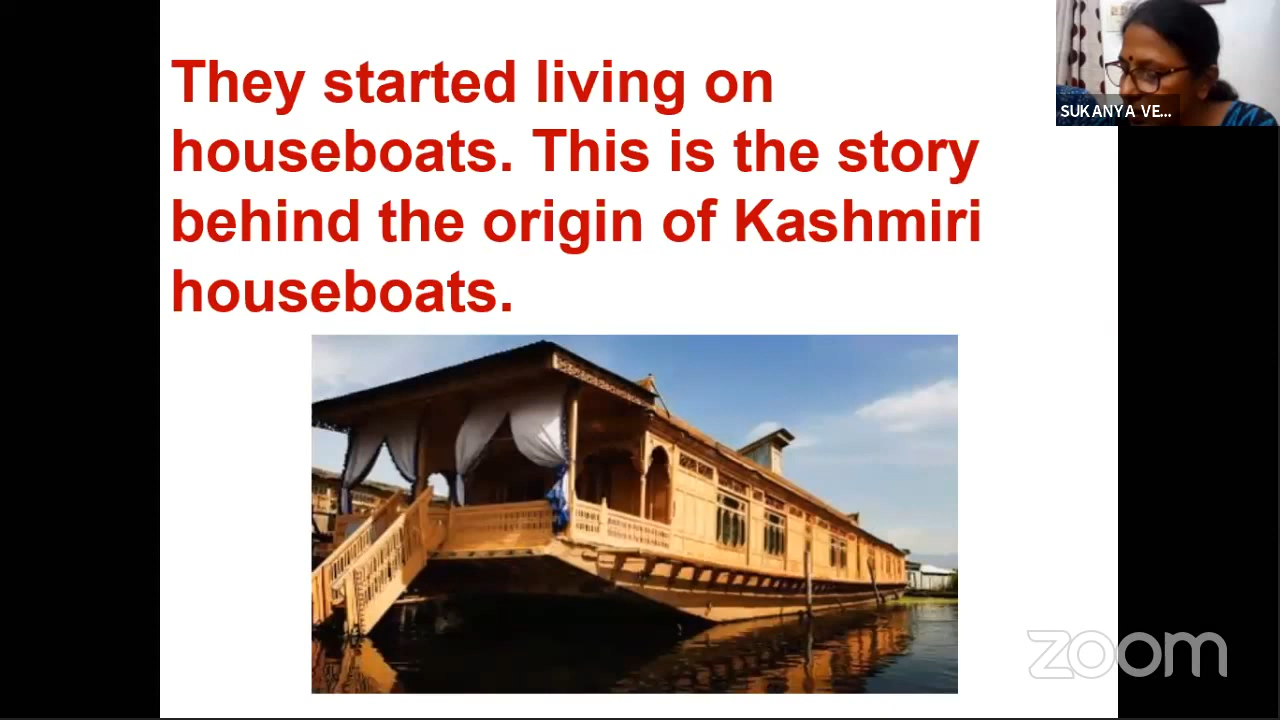 They started living on
houseboats. This is the story
behind the origin of Kashmiri
houseboats.
SUKANYA VE...
zoom